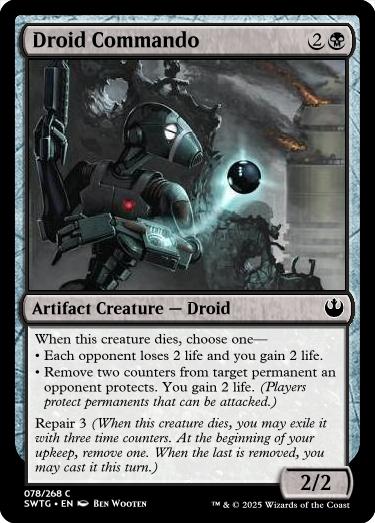 Droid Commando 2
Artifact Creature — Droid
When this creature dies, choose one—
• Each opponent loses 2 life and you gain 2 life.
• Remove two counters from target permanent an
opponent protects. You gain 2 life. (Players
protect permanents that can be attacked.)
Repair 3 (When this creature dies, you may exile it
with three time counters. At the beginning of your
upkeep, remove one. When the last is removed, you
may cast it this turn.)
2/2
078/268 C
SWTG • EN BEN WOOTEN
™ & © 2025 Wizards of the Coast